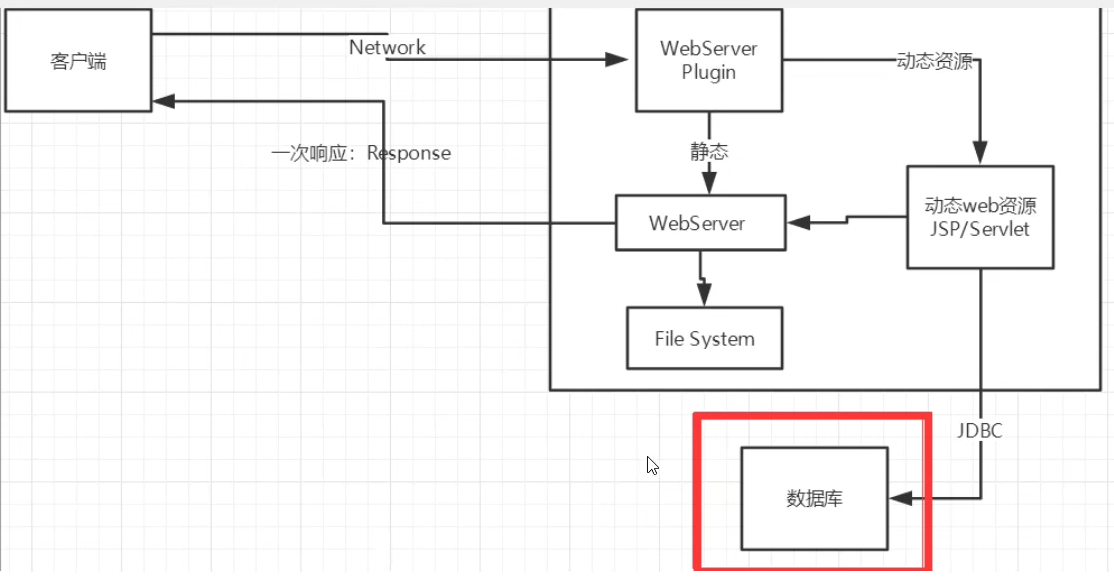 客户端
Network
WebServer
Plugin
动态资源
一次响应：Response
静态
动态web资源
JSP/Servlet
WebServer
File System
JDBC
数据库